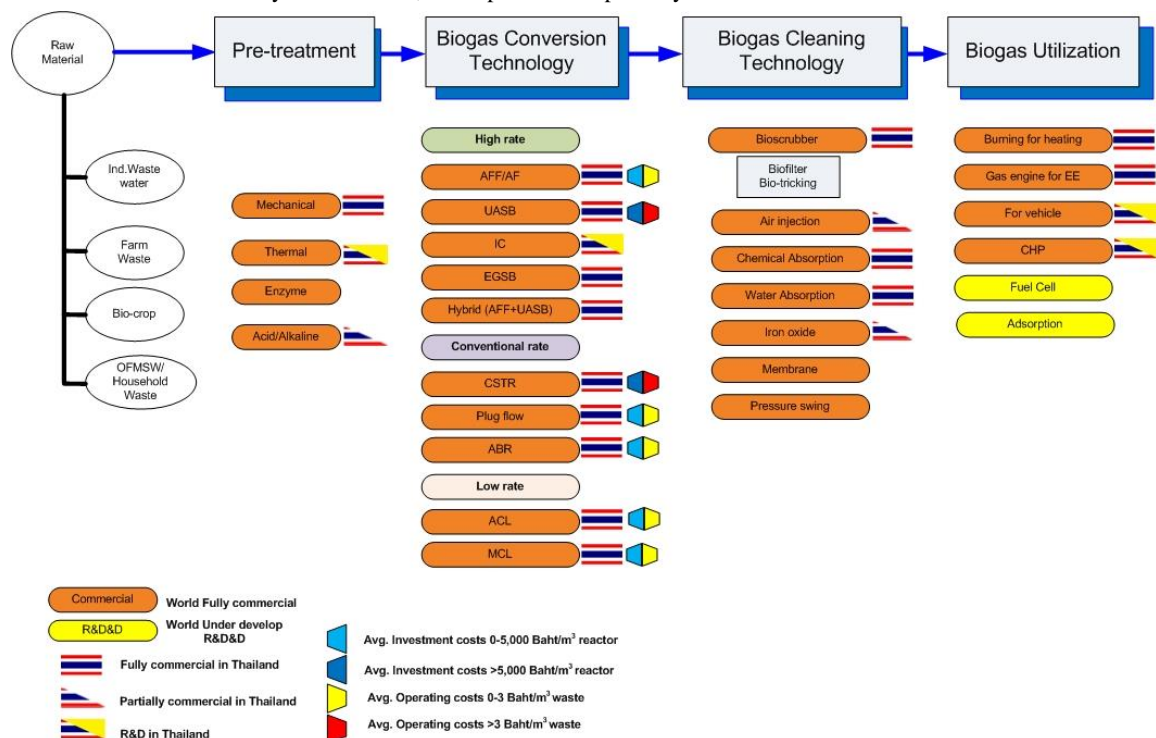 Raw
Material
Pre-treatment
Biogas Conversion
Technology
Biogas Cleaning
Technology
Biogas Utilization
Ind.Waste
water
Farm
Waste
Bio-crop
OFMSW/
Household
Waste
Mechanical
Thermal
Enzyme
Acid/Alkaline
High rate
AFF/AF
UASB
IC
EGSB
Hybrid (AFF+UASB)
Conventional rate
CSTR
Plug flow
ABR
Low rate
ACL
MCL
Bioscrubber
Biofilter
Bio-tricking
Air injection
Chemical Absorption
Water Absorption
Iron oxide
Membrane
Pressure swing
Burning for heating
Gas engine for EE
For vehicle
CHP
Fuel Cell
Adsorption
Commercial
World Fully commercial
R&D&D
World Under develop
R&D&D
Fully commercial in Thailand
Partially commercial in Thailand
R&D in Thailand
Avg. Investment costs 0-5,000 Baht/m³ reactor
Avg. Investment costs >5,000 Baht/m³ reactor
Avg. Operating costs 0-3 Baht/m³ waste
Avg. Operating costs >3 Baht/m³ waste